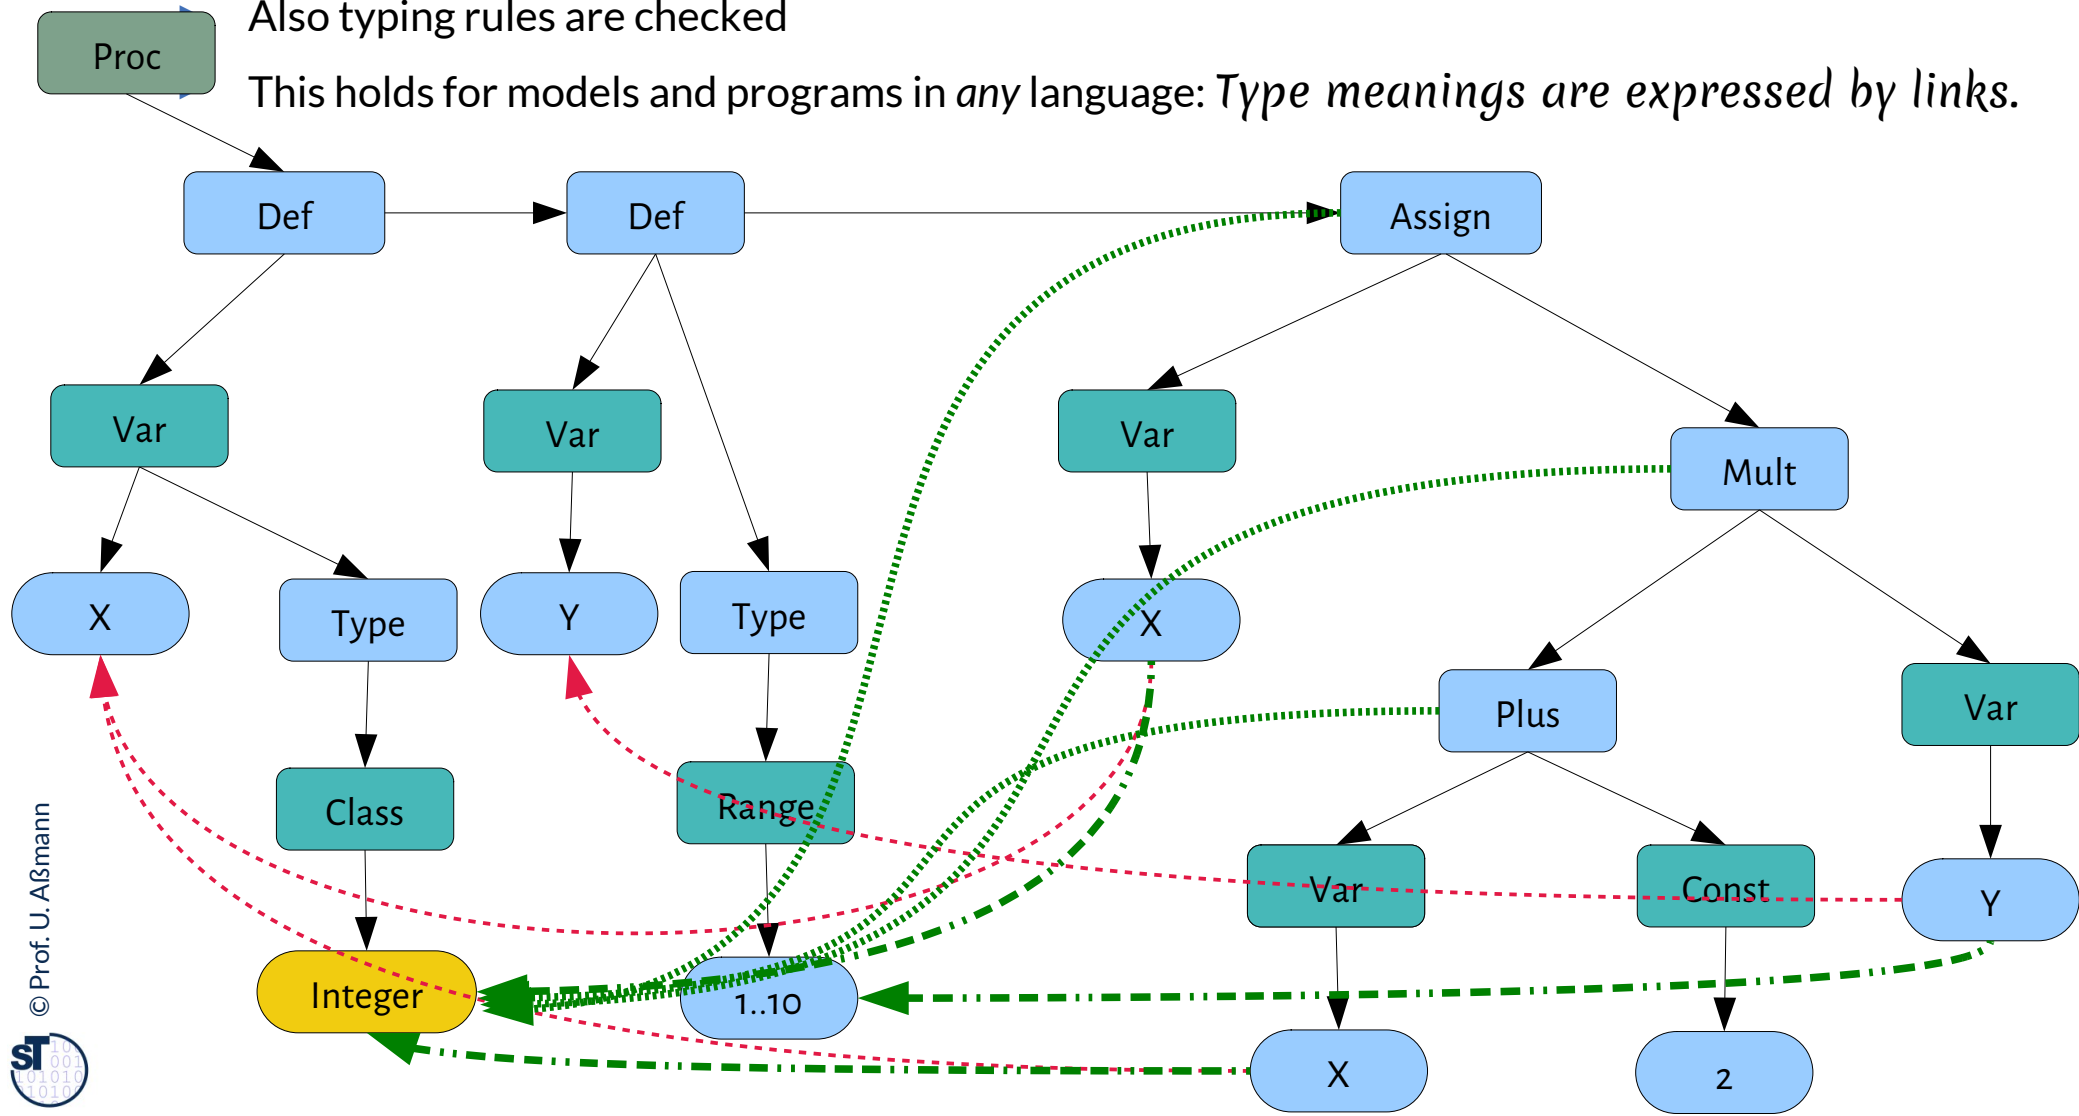 Also typing rules are checked
Proc
This holds for models and programs in any language: Type meanings are expressed by links.
Def
Def
Assign
Var
Var
Var
Mult
X
Type
Y
Type
X
Plus
Var
Class
Range
Var
Const
Y
Integer
1..10
X
2
© Prof. U. Aßmann
ST